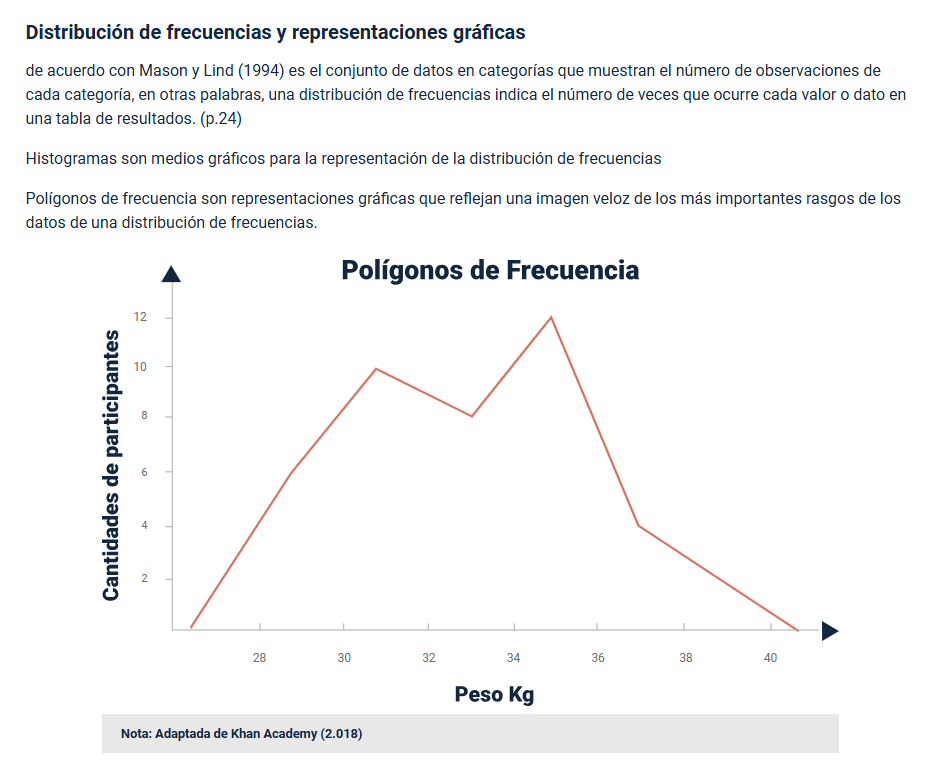 Distribución de frecuencias y representaciones gráficas
de acuerdo con Mason y Lind (1994) es el conjunto de datos en categorías que muestran el número de observaciones de
cada categoría, en otras palabras, una distribución de frecuencias indica el número de veces que ocurre cada valor o dato en
una tabla de resultados. (p.24)
Histogramas son medios gráficos para la representación de la distribución de frecuencias
Polígonos de frecuencia son representaciones gráficas que reflejan una imagen veloz de los más importantes rasgos de los
datos de una distribución de frecuencias.
Polígonos de Frecuencia
Cantidades de participantes
12
10
8
6
4
2
28 30 32 34 36 38 40
Peso Kg
Nota: Adaptada de Khan Academy (2.018)